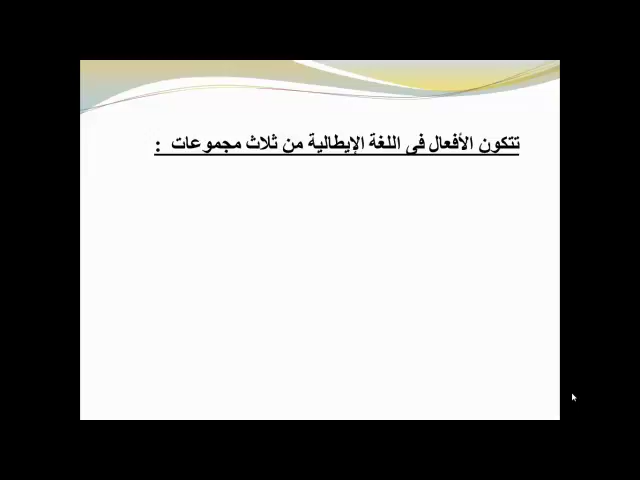 تتكون الأفعال فى اللغة الإيطالية من ثلاث مجموعات :